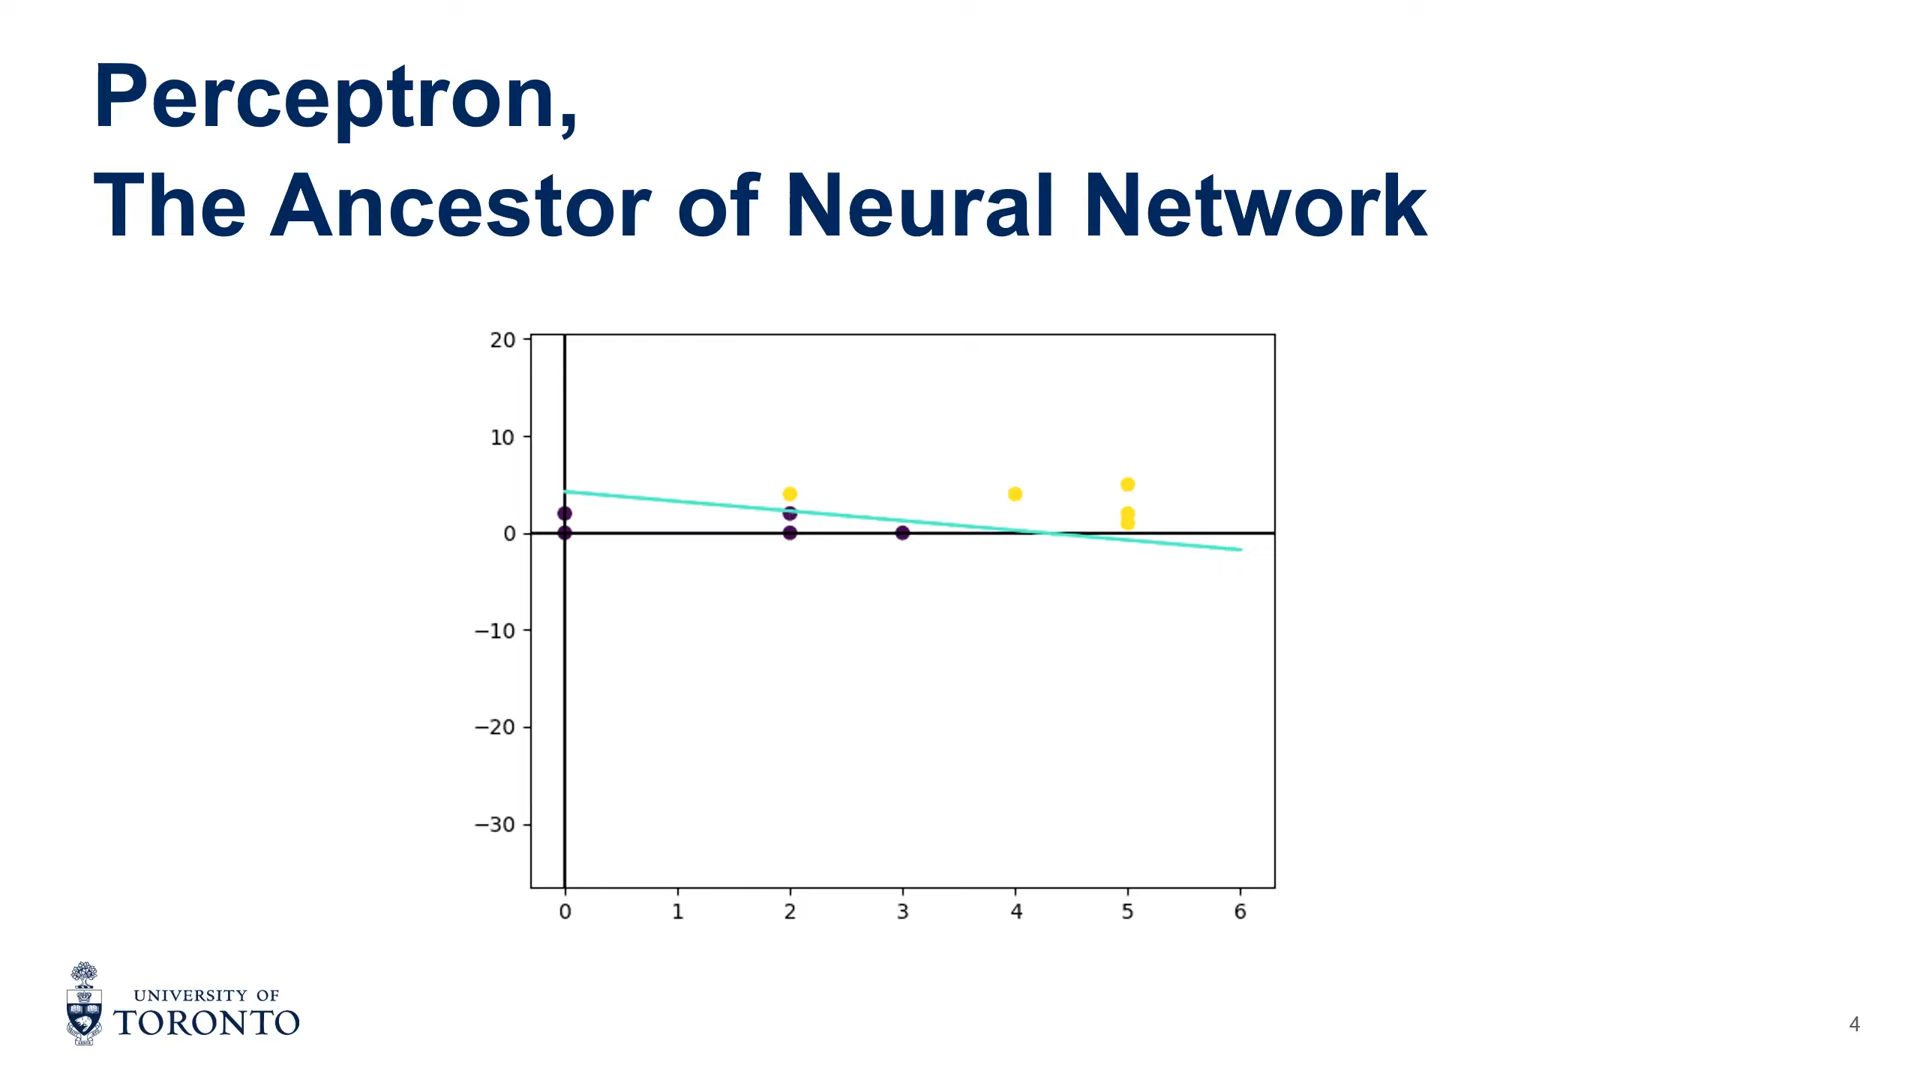 Perceptron,
The Ancestor of Neural Network
20
10
0
−10
−20
−30
0 1 2 3 4 5 6
UNIVERSITY OF
TORONTO
4